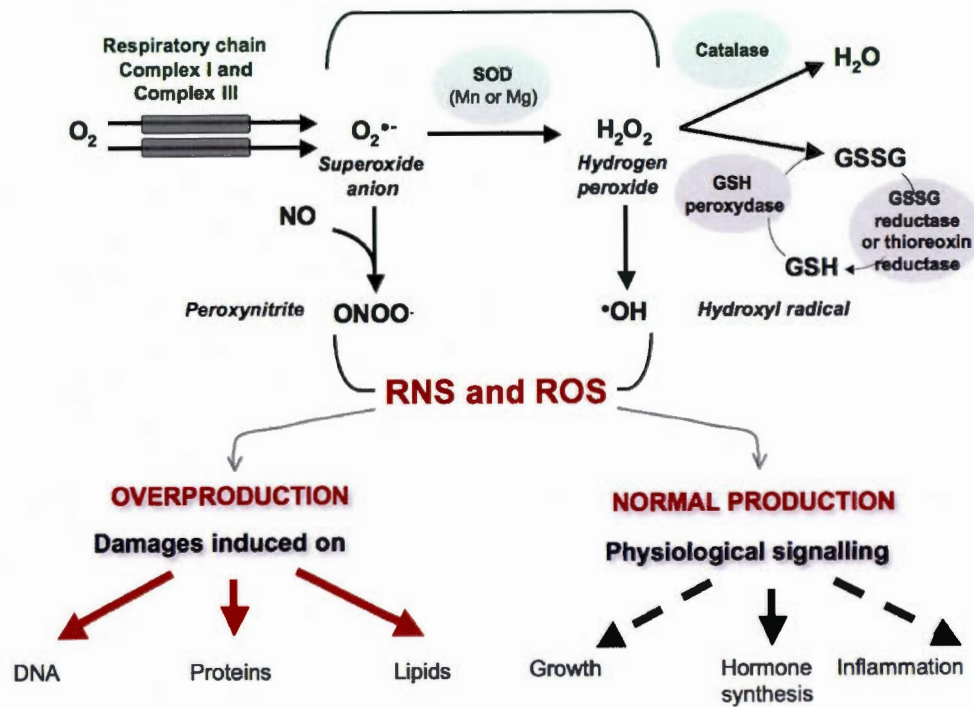 Respiratory chain
Complex I and
Complex III
O₂
O₂•-
Superoxide
anion
SOD
(Mn or Mg)
H₂O₂
Hydrogen
peroxide
Catalase
H₂O
GSSG
GSH
peroxydase
GSSG
reductase
or thioreoxin
reductase
GSH
NO
Peroxynitrite
ONOO-
•OH
Hydroxyl radical
RNS and ROS
OVERPRODUCTION
Damages induced on
DNA
Proteins
Lipids
NORMAL PRODUCTION
Physiological signalling
Growth
Hormone
synthesis
Inflammation